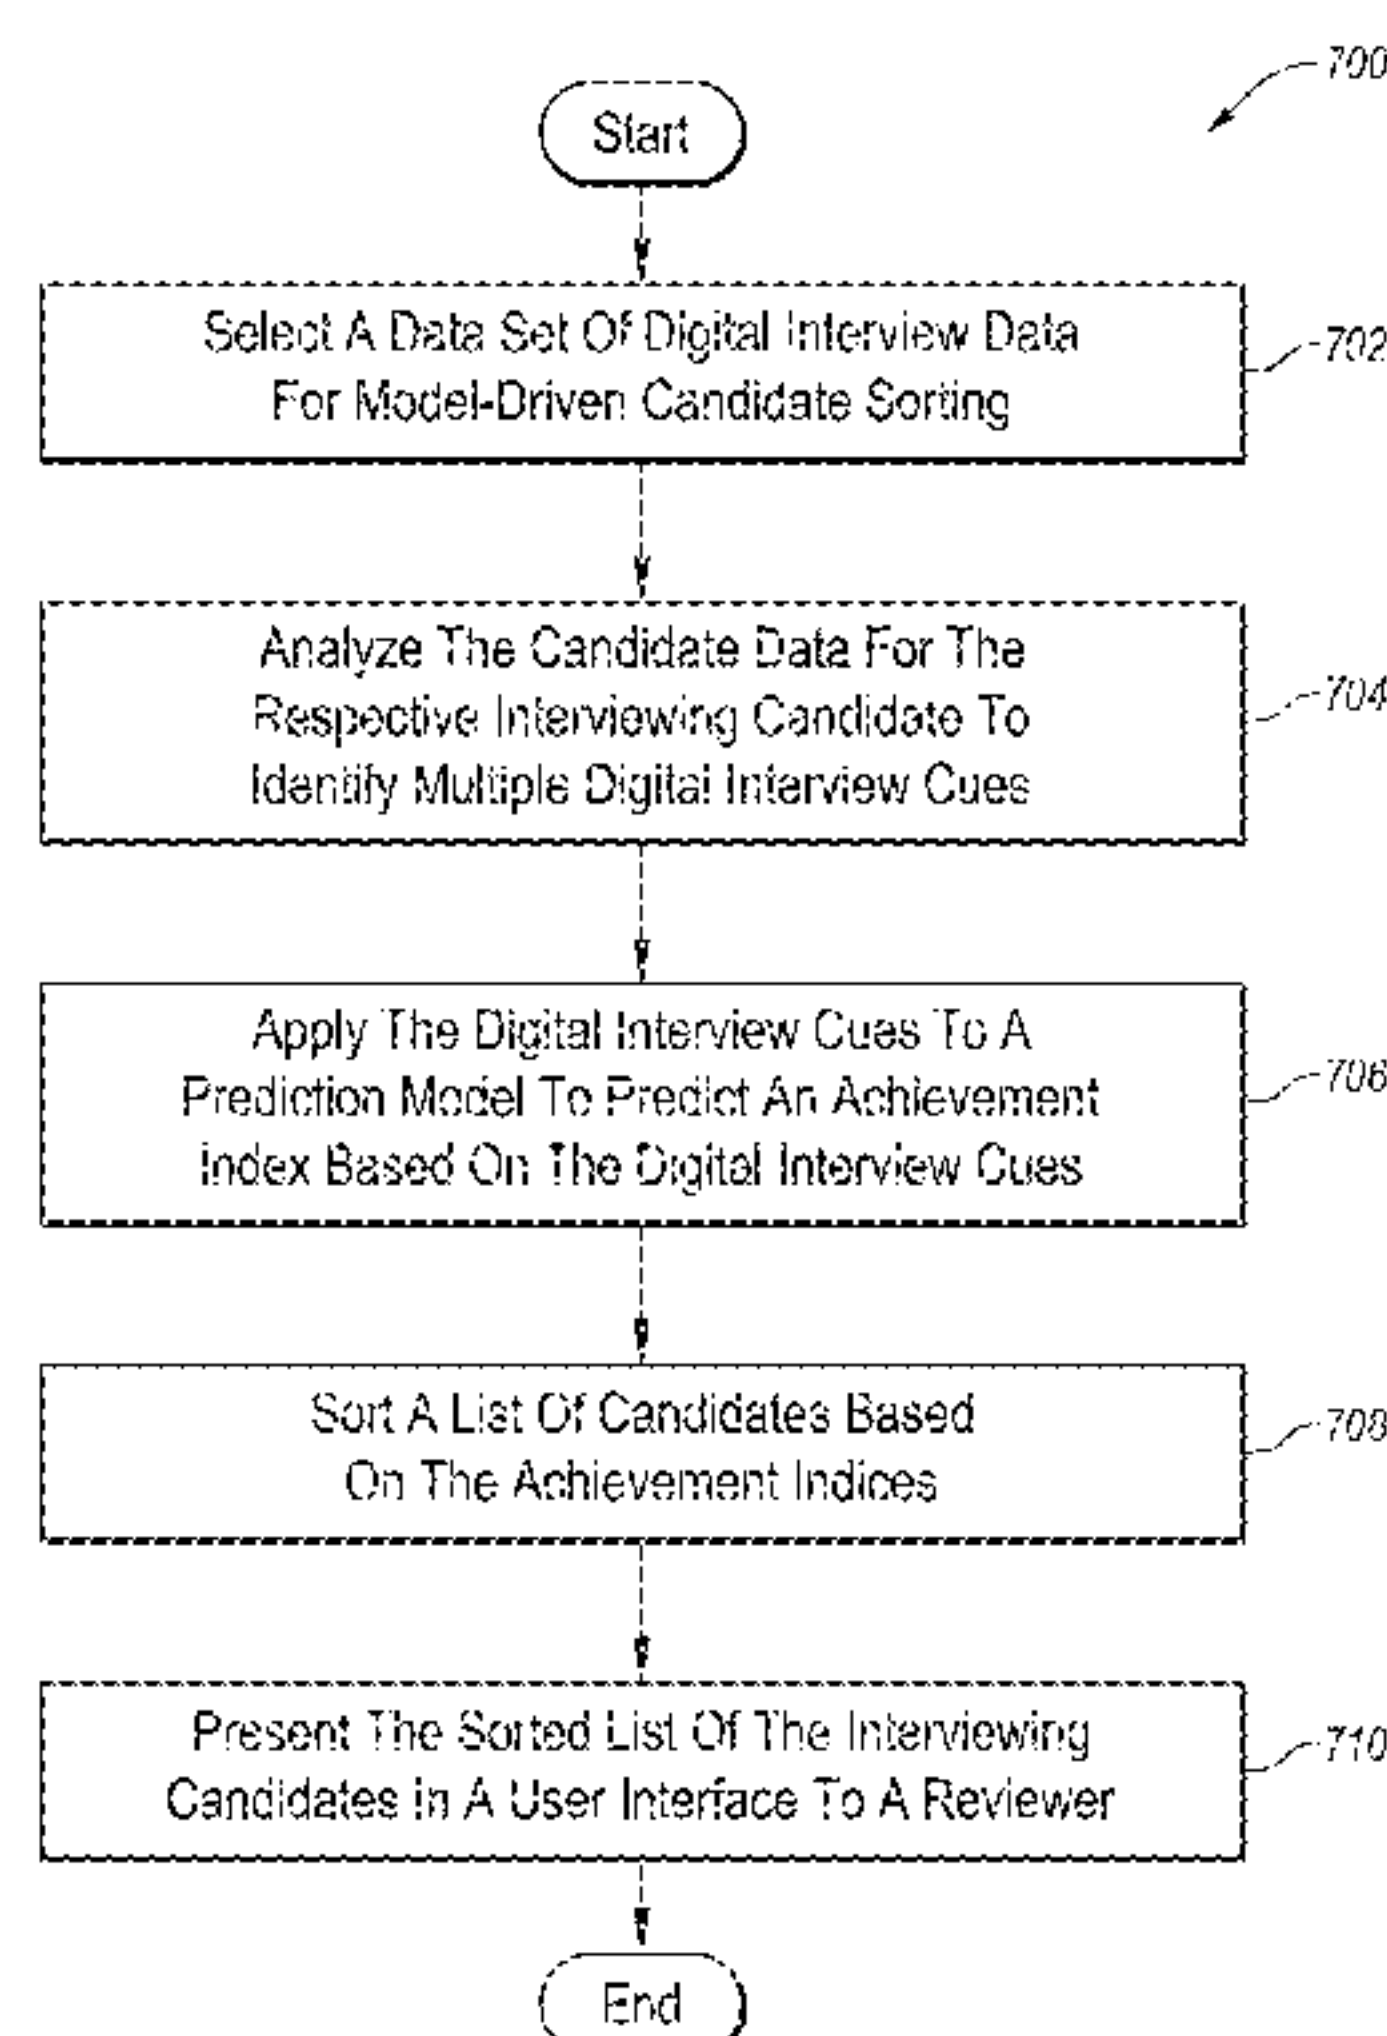 700
Start
Select A Data Set Of Digital Interview Data
For Model-Driven Candidate Sorting
702
Analyze The Candidate Data For The
Respective Interviewing Candidate To
Identify Multiple Digital Interview Cues
704
Apply The Digital Interview Cues To A
Prediction Model To Predict An Achievement
Index Based On The Digital Interview Cues
706
Sort A List Of Candidates Based
On The Achievement Indices
708
Present The Sorted List Of The Interviewing
Candidates In A User Interface To A Reviewer
710
End